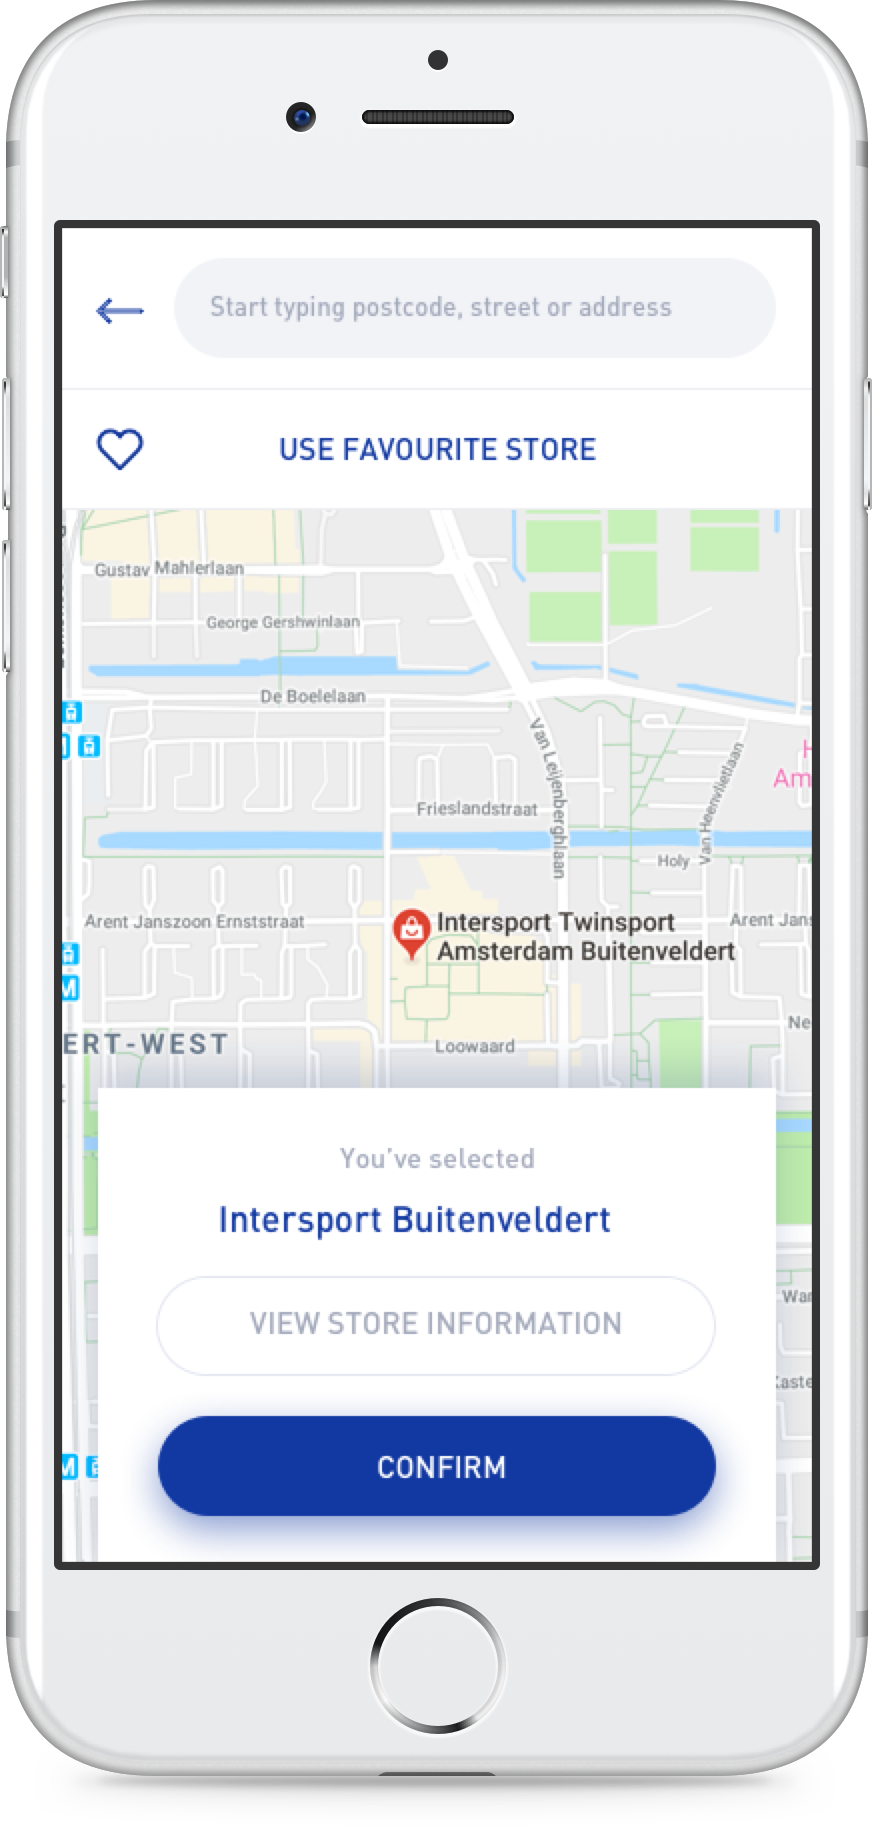 Start typing postcode, street or address
USE FAVOURITE STORE
Gustav Mahlerlaan
George Gershwinlaan
De Boelelaan
Van Leijenberghlaan
Van Heenvlietlaan
H
Am
Frieslandstraat
Holy
Arent Janszoon Ernststraat
Intersport Twinsport
Amsterdam Buitenveldert
Arent Jans
M
Ne
ERT-WEST
Loowaard
You’ve selected
Intersport Buitenveldert
War
VIEW STORE INFORMATION
Kaste
CONFIRM
M